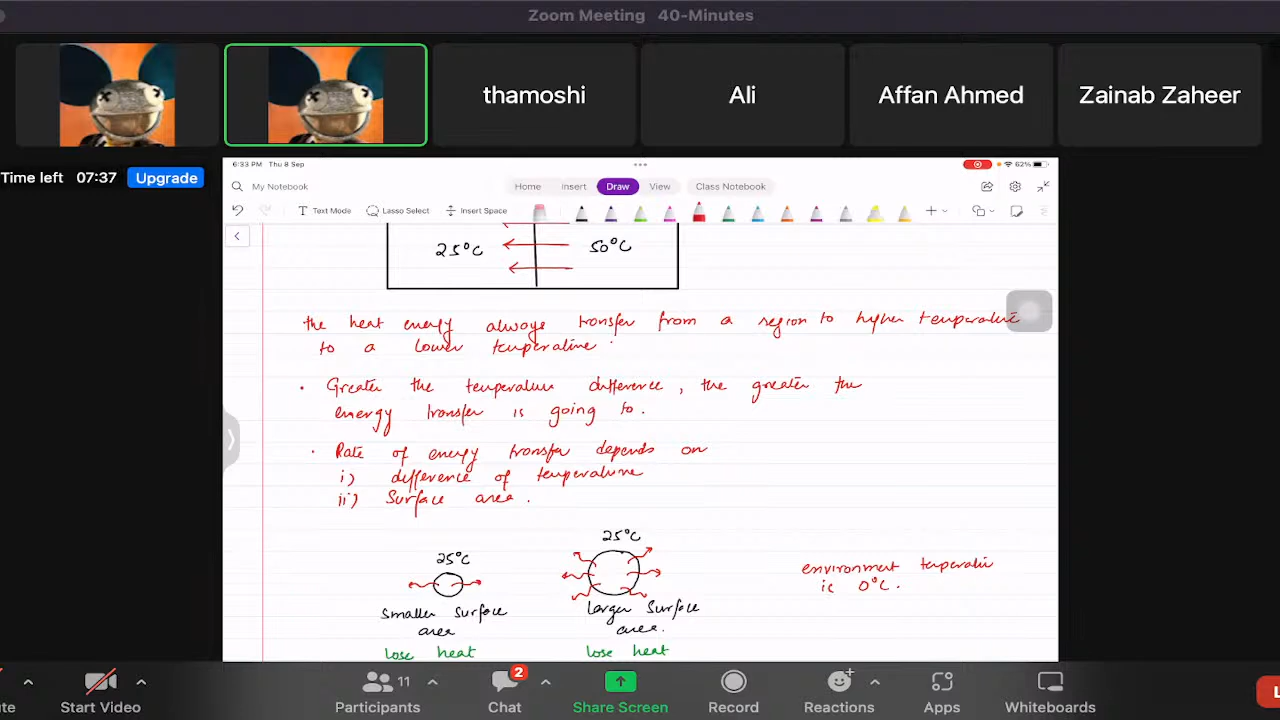 Zoom Meeting 40-Minutes
thamoshi
Ali
Affan Ahmed
Zainab Zaheer
Time left 07:37 Upgrade
6:33 PM Thu 8 Sep
62%
My Notebook
Home Insert Draw View Class Notebook
Text Mode Lasso Select Insert Space
25°C 50°C
the heat energy always transfer from a region to higher temperature
to a lower temperature.
• Greater the temperature difference, the greater the
energy transfer is going to.
• Rate of energy transfer depends on
i) difference of temperature
ii) Surface area.
25°C
25°C
environment temperature
is 0°C.
Smaller surface
area
larger surface
area.
lose heat
lose heat
ute
Start Video
Participants 11
Chat 2
Share Screen
Record
Reactions
Apps
Whiteboards
L